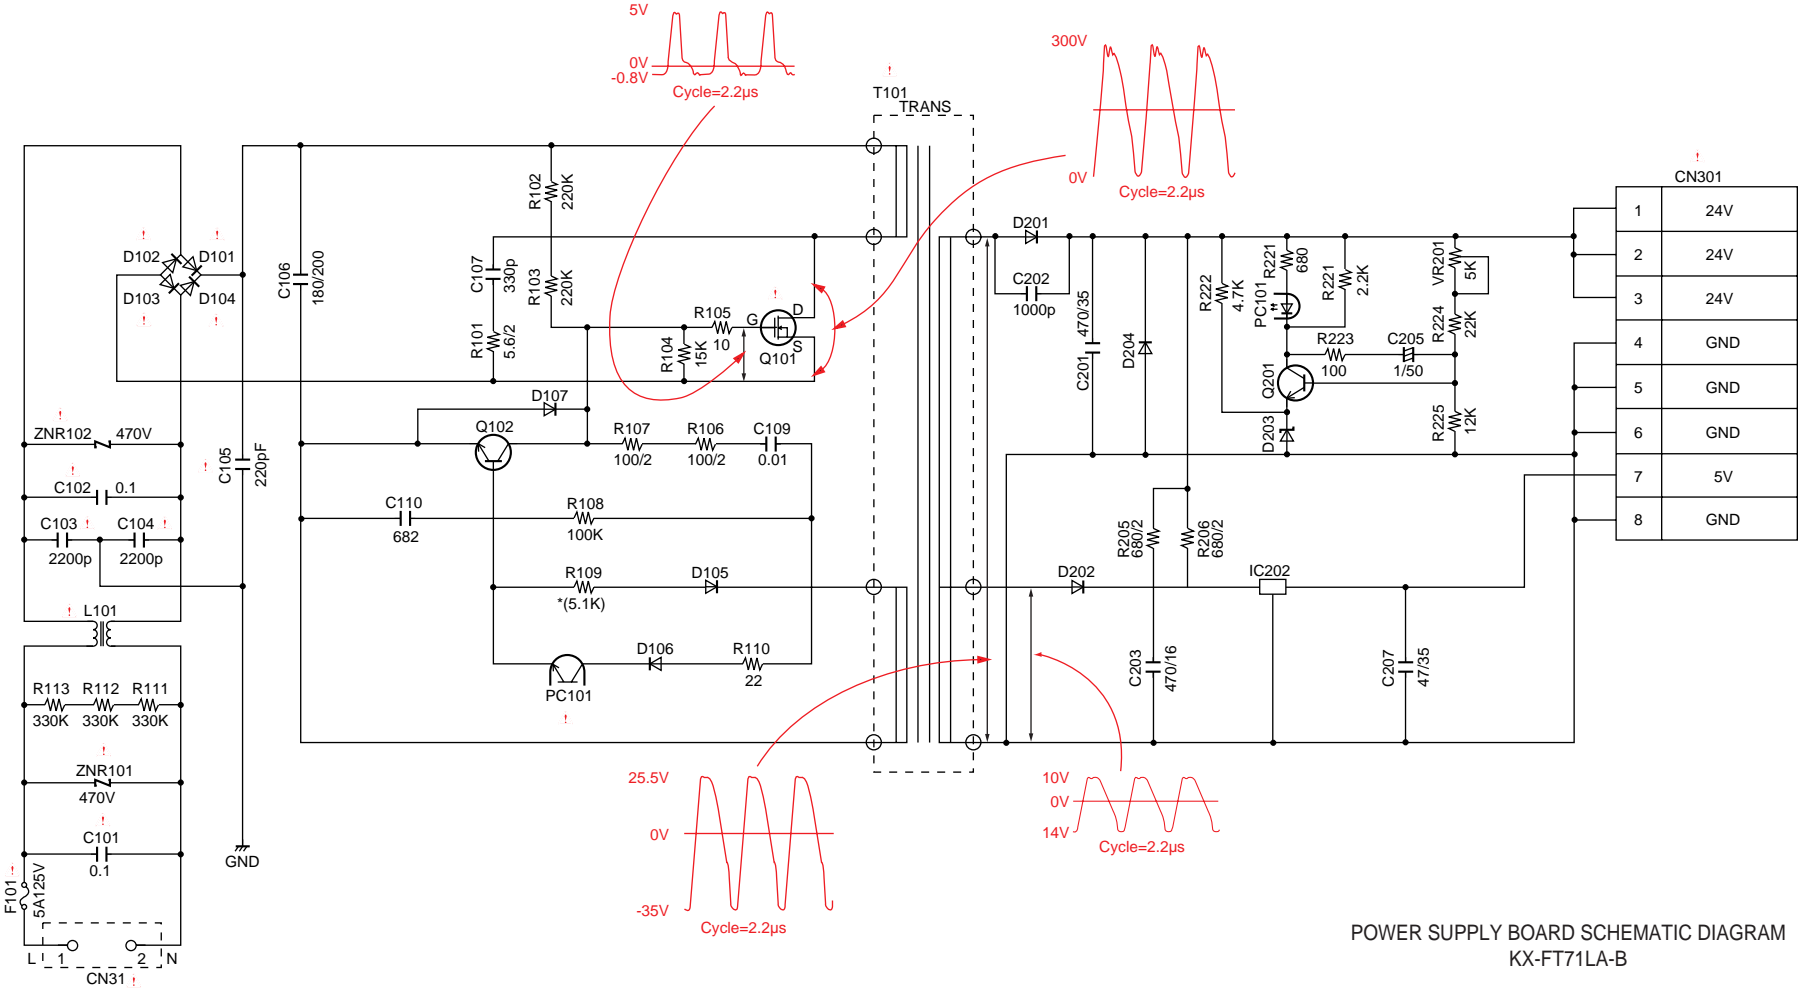 5V
0V
-0.8V
Cycle=2.2µs
!
T101
TRANS
300V
0V
Cycle=2.2µs
!
CN301
1 24V
2 24V
3 24V
4 GND
5 GND
6 GND
7 5V
8 GND
!
D102
!
D101
D103
!
D104
!
C106
180/200
R102
220K
C107
330p
R103
220K
R101
5.6/2
R104
15K
R105
10
!
G
D
S
Q101
D107
Q102
R107
100/2
R106
100/2
C109
0.01
C110
682
R108
100K
R109
*(5.1K)
D105
D106
R110
22
PC101
!
!
ZNR102
470V
!
C102
0.1
C103
!
2200p
C104
!
2200p
!
C105
220pF
!
L101
R113
330K
R112
330K
R111
330K
!
ZNR101
470V
!
C101
0.1
GND
!
F101
5A125V
L
1
2
N
CN31
!
D201
C202
1000p
C201
470/35
D204
R222
4.7K
R221
680
PC101
!
R221
2.2K
VR201
5K
R224
22K
R223
100
C205
1/50
Q201
D203
R225
12K
R205
680/2
R206
680/2
D202
IC202
C203
470/16
C207
47/35
25.5V
0V
-35V
Cycle=2.2µs
10V
0V
14V
Cycle=2.2µs
POWER SUPPLY BOARD SCHEMATIC DIAGRAM
KX-FT71LA-B